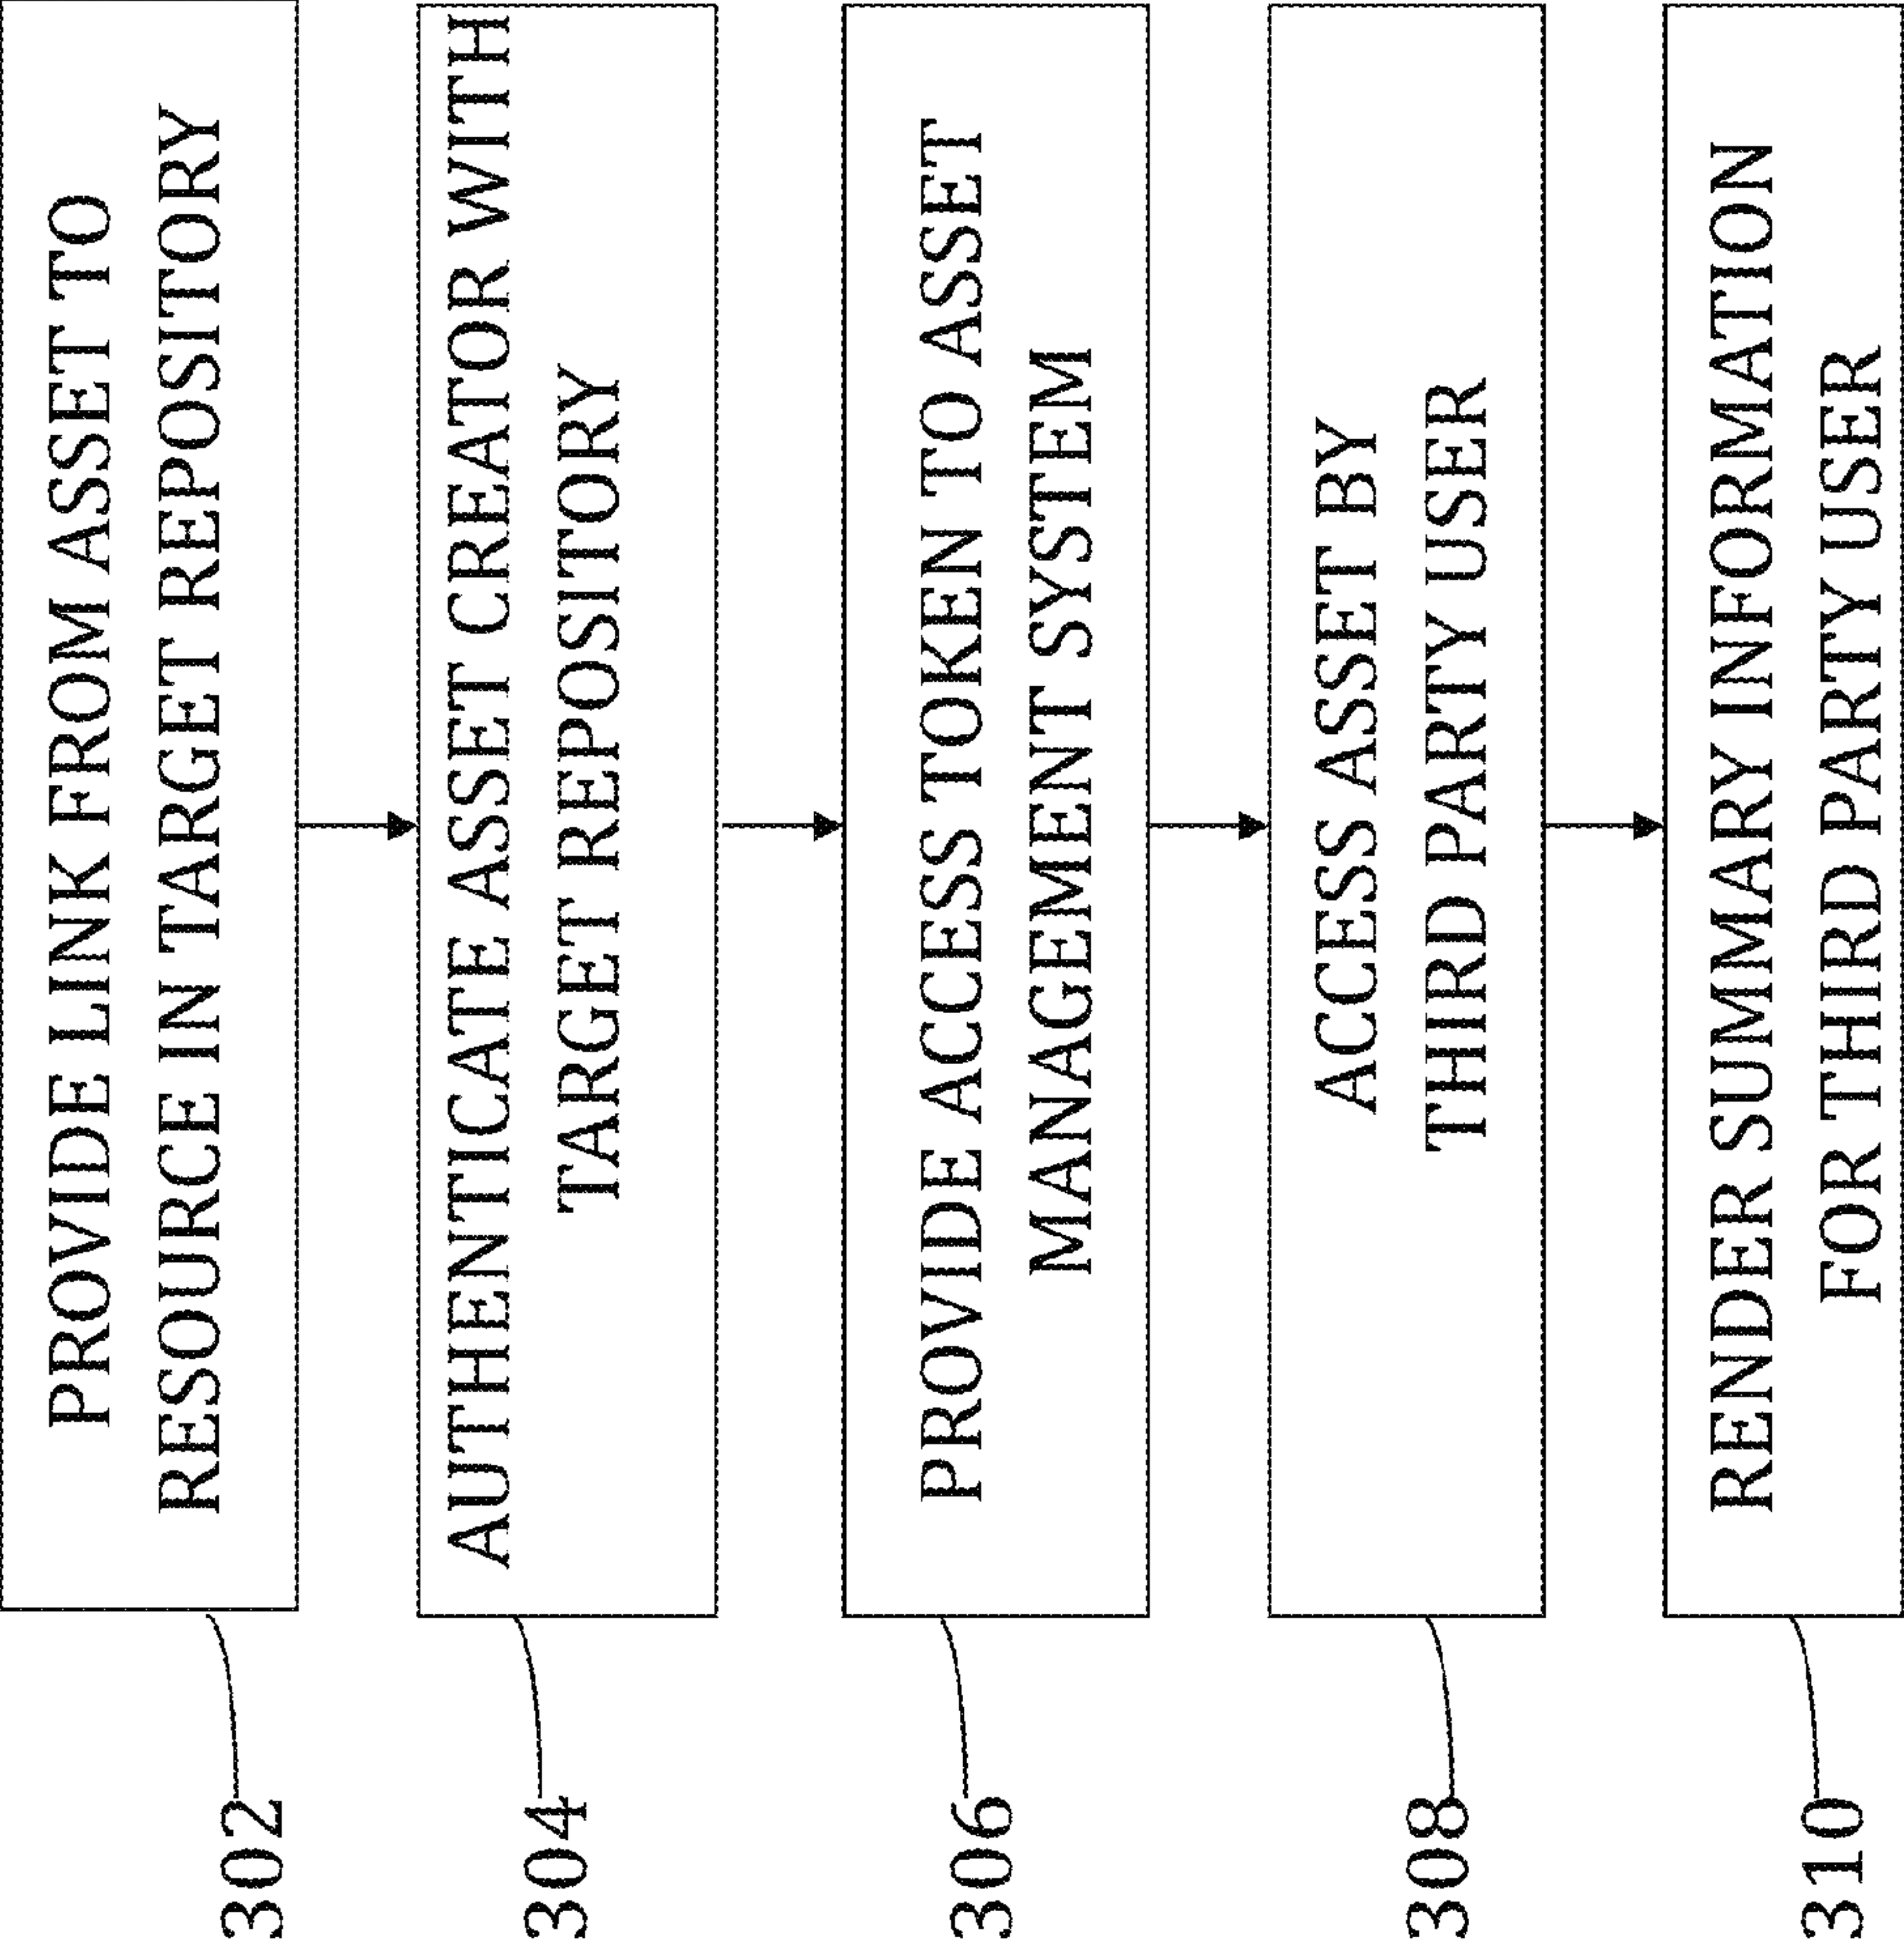 302
PROVIDE LINK FROM ASSET TO
RESOURCE IN TARGET REPOSITORY
304
AUTHENTICATE ASSET CREATOR WITH
TARGET REPOSITORY
306
PROVIDE ACCESS TOKEN TO ASSET
MANAGEMENT SYSTEM
308
ACCESS ASSET BY
THIRD PARTY USER
310
RENDER SUMMARY INFORMATION
FOR THIRD PARTY USER